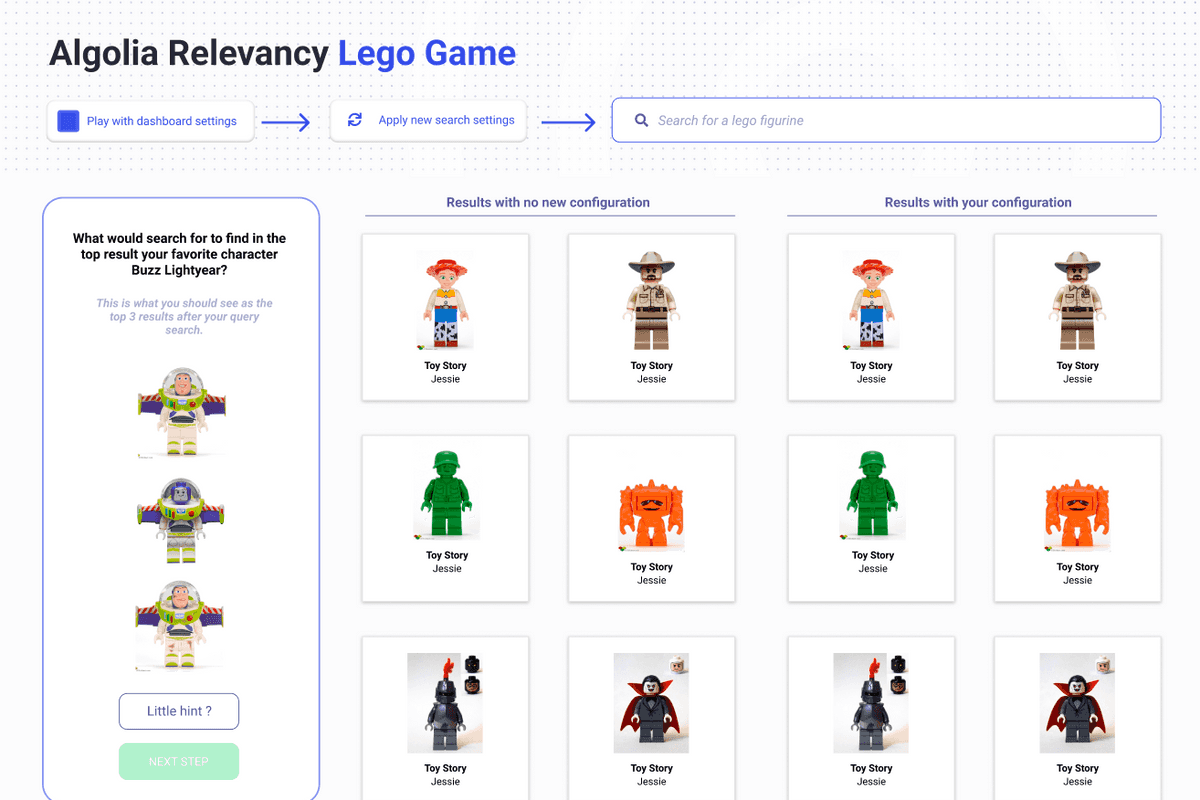 Algolia Relevancy Lego Game
Play with dashboard settings
Apply new search settings
Search for a lego figurine
What would search for to find in the
top result your favorite character
Buzz Lightyear?
This is what you should see as the
top 3 results after your query
search.
Little hint ?
NEXT STEP
Results with no new configuration
Results with your configuration
Toy Story
Jessie
Toy Story
Jessie
Toy Story
Jessie
Toy Story
Jessie
Toy Story
Jessie
Toy Story
Jessie
Toy Story
Jessie
Toy Story
Jessie
Toy Story
Jessie
Toy Story
Jessie
Toy Story
Jessie
Toy Story
Jessie